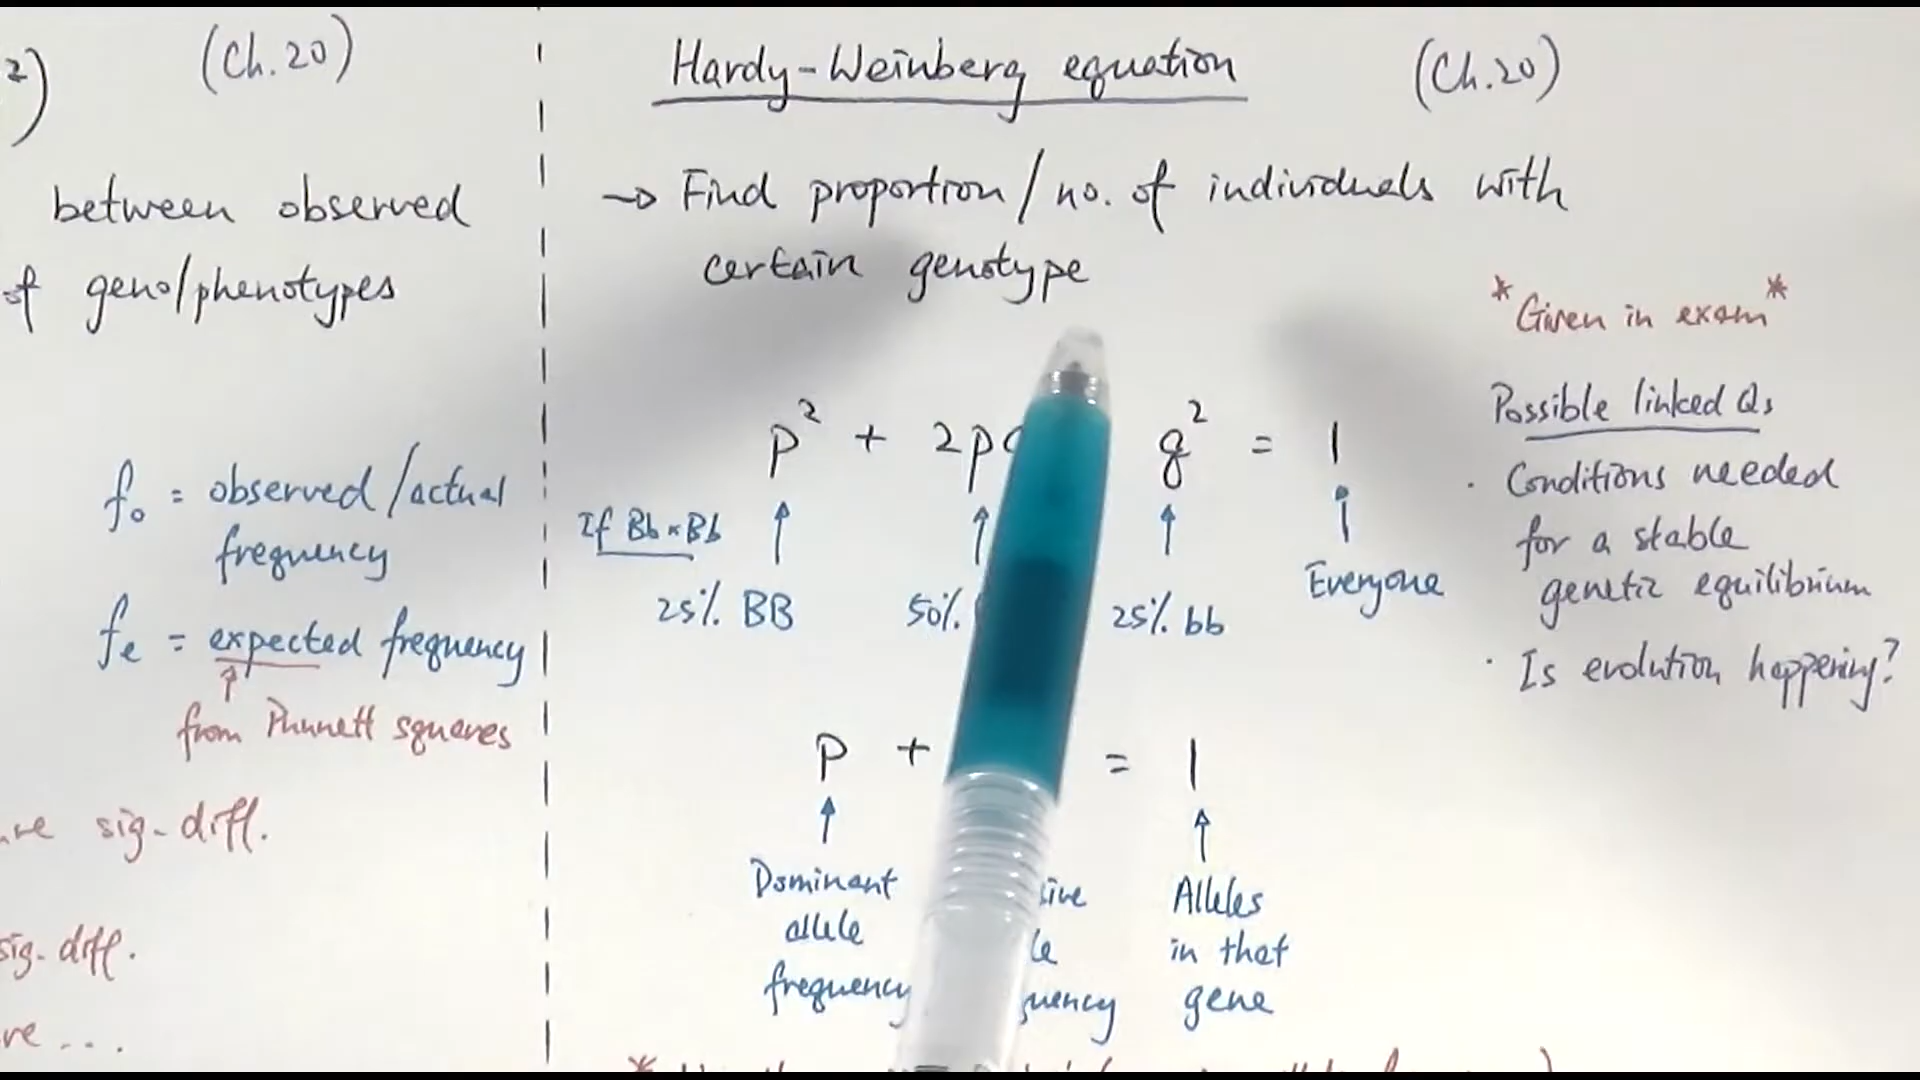 2)
(Ch.20)
between observed
of geno/phenotypes
fo = observed/actual
frequency
fe = expected frequency
from Punnett squares
sig. diff.
sig. diff.
...
Hardy-Weinberg equation
(Ch.20)
→ Find proportion/no. of individuals with
certain genotype
p² + 2p q² = 1
If Bb × Bb
25% BB 50% 25% bb
Everyone
p + = 1
Dominant
allele
frequency
Alleles
in that
gene
*Given in exam*
Possible linked Qs
· Conditions needed
for a stable
genetic equilibrium
· Is evolution happening?